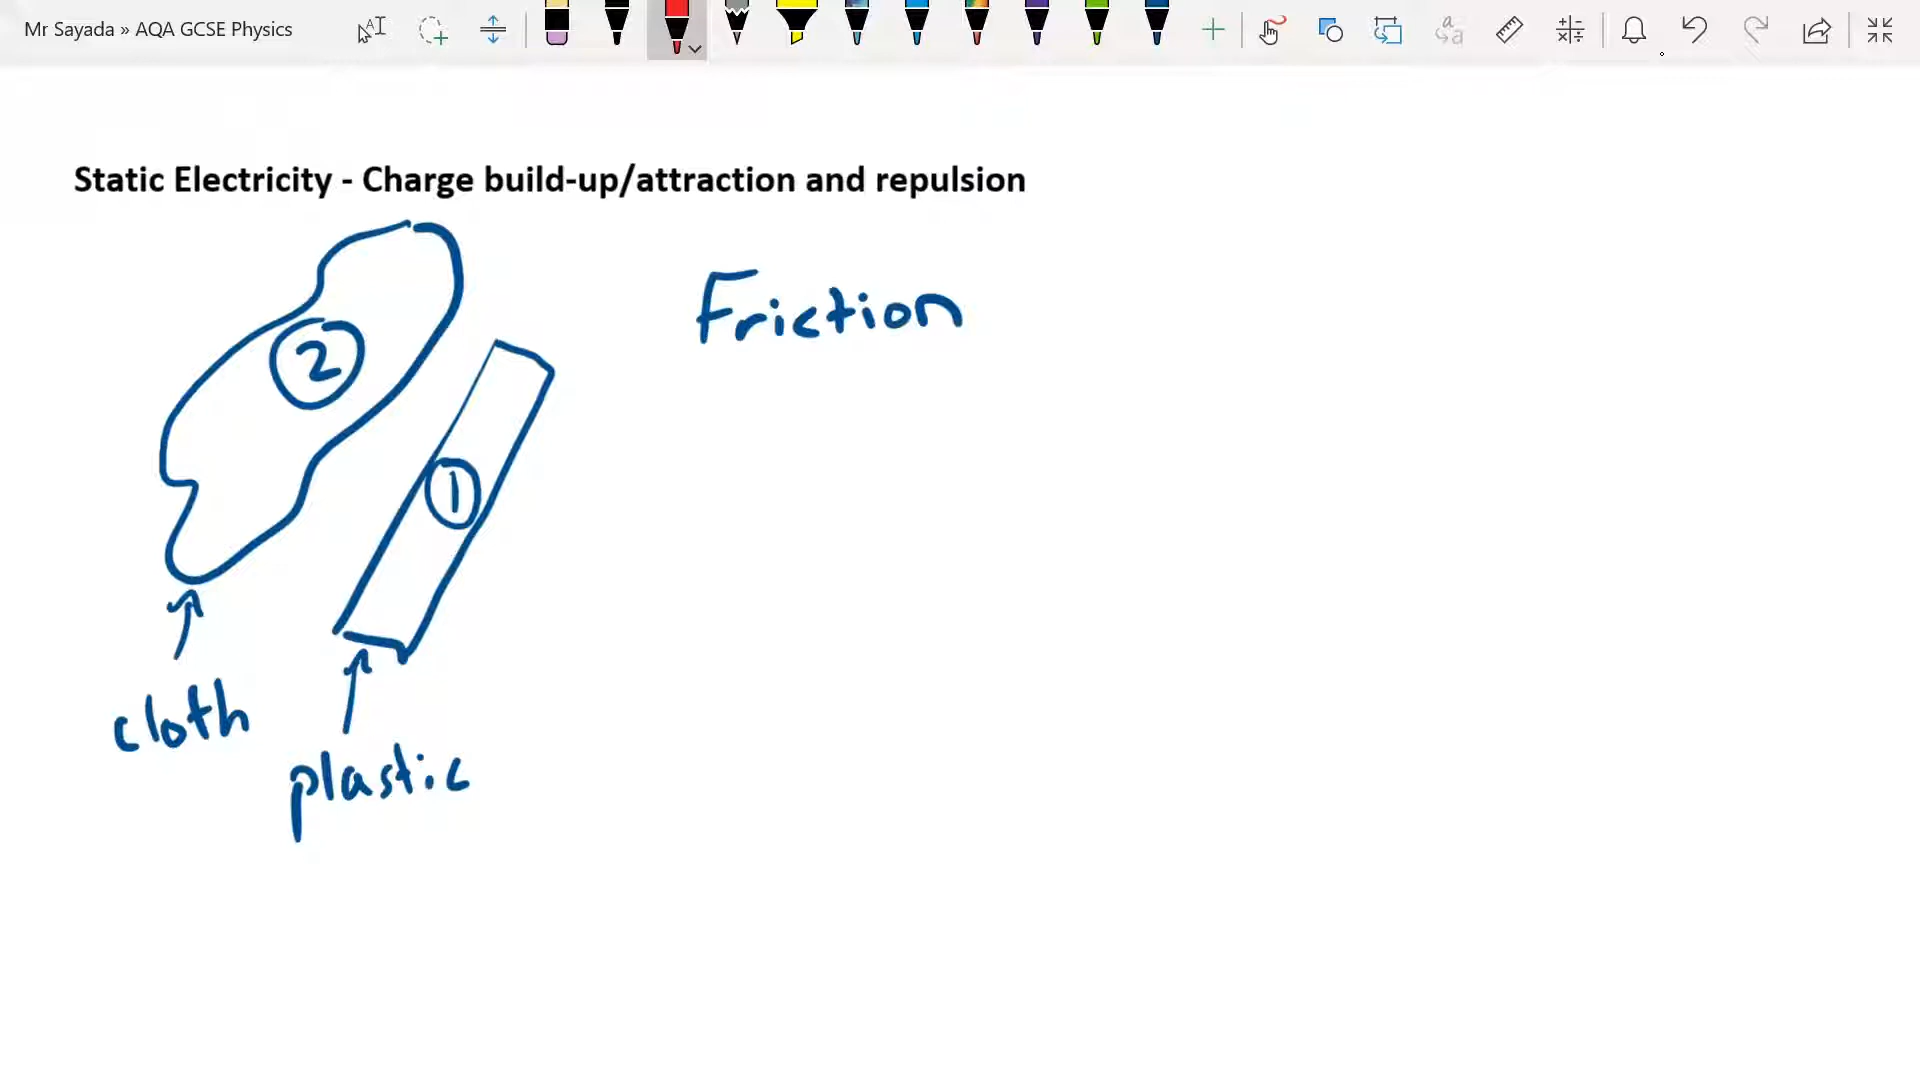 Mr Sayada » AQA GCSE Physics
Static Electricity - Charge build-up/attraction and repulsion
Friction
2
1
cloth
plastic